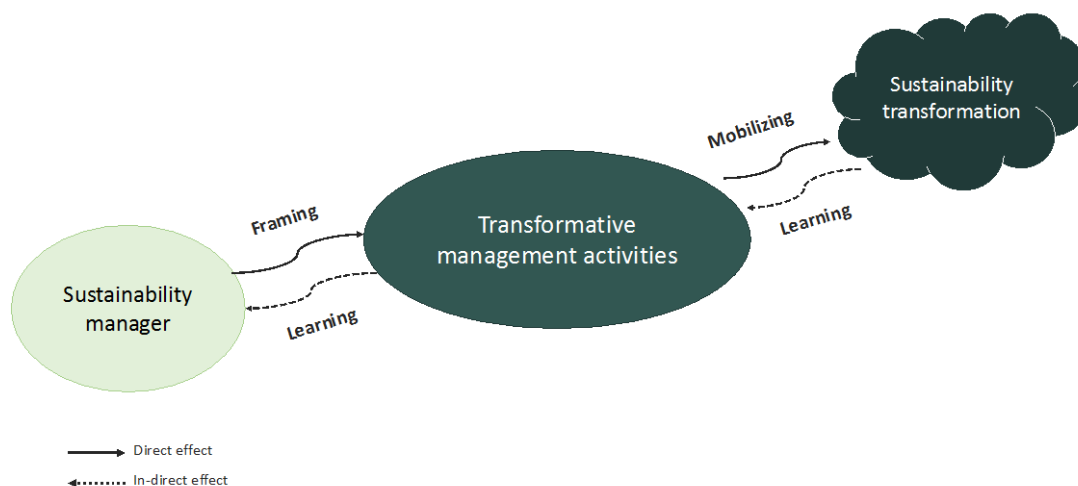 Sustainability
transformation
Mobilizing
Learning
Framing
Transformative
management activities
Learning
Sustainability
manager
Direct effect
In-direct effect